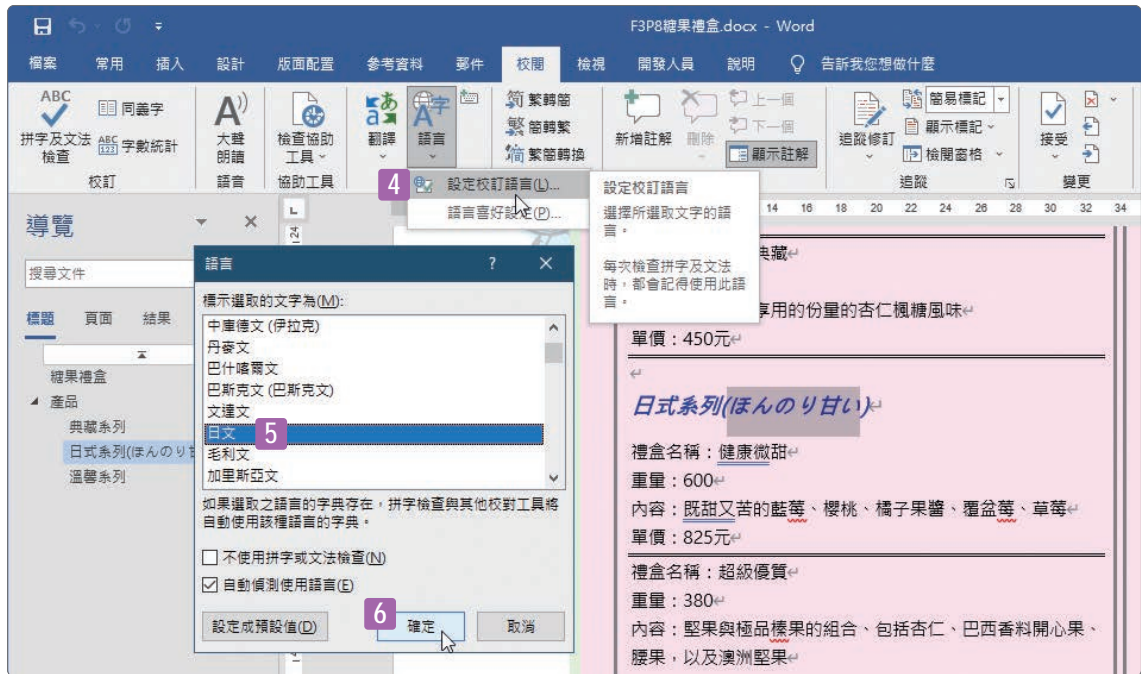 F3P8糖果禮盒.docx - Word
檔案 常用 插入 設計 版面配置 參考資料 郵件 校閱 檢視 開發人員 說明 告訴我您想做什麼
ABC
拼字及文法檢查
同義字
ABC 123 字數統計
校訂
大聲朗讀
語音
檢查協助工具
協助工具
翻譯
語言
简 繁轉簡
繁 簡轉繁
简 繁簡轉換
新增註解
刪除
上一個
下一個
顯示註解
追蹤修訂
簡易標記
顯示標記
檢閱窗格
追蹤
接受
變更
4 設定校訂語言(L)...
語言喜好設定(P)...
設定校訂語言
選擇所選取文字的語
言。
每次檢查拼字及文法
時，都會記得使用此語
言。
14 16 18 20 22 24 26 28 30 32 34
24
導覽
搜尋文件
標題 頁面 結果
糖果禮盒
產品
典藏系列
日式系列(ほんのり甘
溫馨系列
語言 ?
標示選取的文字為(M):
中庫德文 (伊拉克)
丹麥文
巴什喀爾文
巴斯克文 (巴斯克文)
文達文
日文 5
毛利文
加里斯亞文
如果選取之語言的字典存在，拼字檢查與其他校對工具將
自動使用該種語言的字典。
不使用拼字或文法檢查(N)
自動偵測使用語言(E)
設定成預設值(D) 6 確定 取消
典藏
享用的份量的杏仁楓糖風味
單價：450元
日式系列(ほんのり甘い)
禮盒名稱：健康微甜
重量：600
內容：既甜又苦的藍莓、櫻桃、橘子果醬、覆盆莓、草莓
單價：825元
禮盒名稱：超級優質
重量：380
內容：堅果與極品榛果的組合、包括杏仁、巴西香料開心果、
腰果，以及澳洲堅果